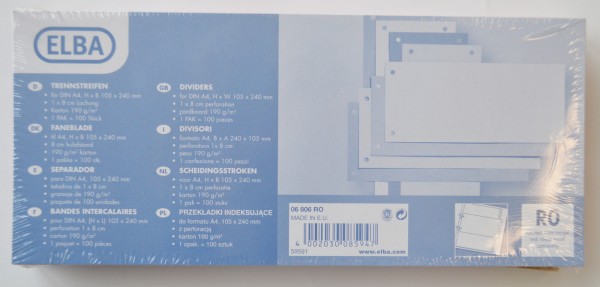 ELBA
D TRENNSTREIFEN
• für DIN A4, H x B 105 x 240 mm
• 1 x 8 cm Lochung
• Karton 190 g/m²
• 1 PAK = 100 Stück
DK FANEBLADE
• til A4, H x B 105 x 240 mm
• 8 cm hulafstand
• 190 g/m² karton
• 1 pakke = 100 stk.
E SEPARADOR
• para DIN A4, 105 x 240 mm
• taladros de 1 x 8 cm
• gramaje de 190 g/m²
• paquete de 100 unidades
F BANDES INTERCALAIRES
• pour DIN A4, (H x L) 105 x 240 mm
• perforation 1 x 8 cm
• carton 190 g/m²
• 1 paquet = 100 pièces
GB DIVIDERS
• for DIN A4, H x W 105 x 240 mm
• 1 x 8 cm perforation
• cardboard 190 g/m²
• 1 PAK = 100 pieces
I DIVISORI
• formato A4, B x A 240 x 105 mm
• perforazione 1x 8 cm
• peso 190 g/m²
• 1 confezione = 100 pezzi
NL SCHEIDINGSSTROKEN
• voor A4, H x B 105 x 240 mm
• 1 x 8 cm perforatie
• karton 190 g/m²
• 1 pak = 100 stuks
PL PRZEKŁADKI INDEKSUJĄCE
• do formatu A4, 105 x 240 mm
• z perforacją
• karton 190 g/m²
• 1 opak. = 100 sztuk
06 806 RO
MADE IN E.U.
4 002030 085947
59581
www.elba.com
RO